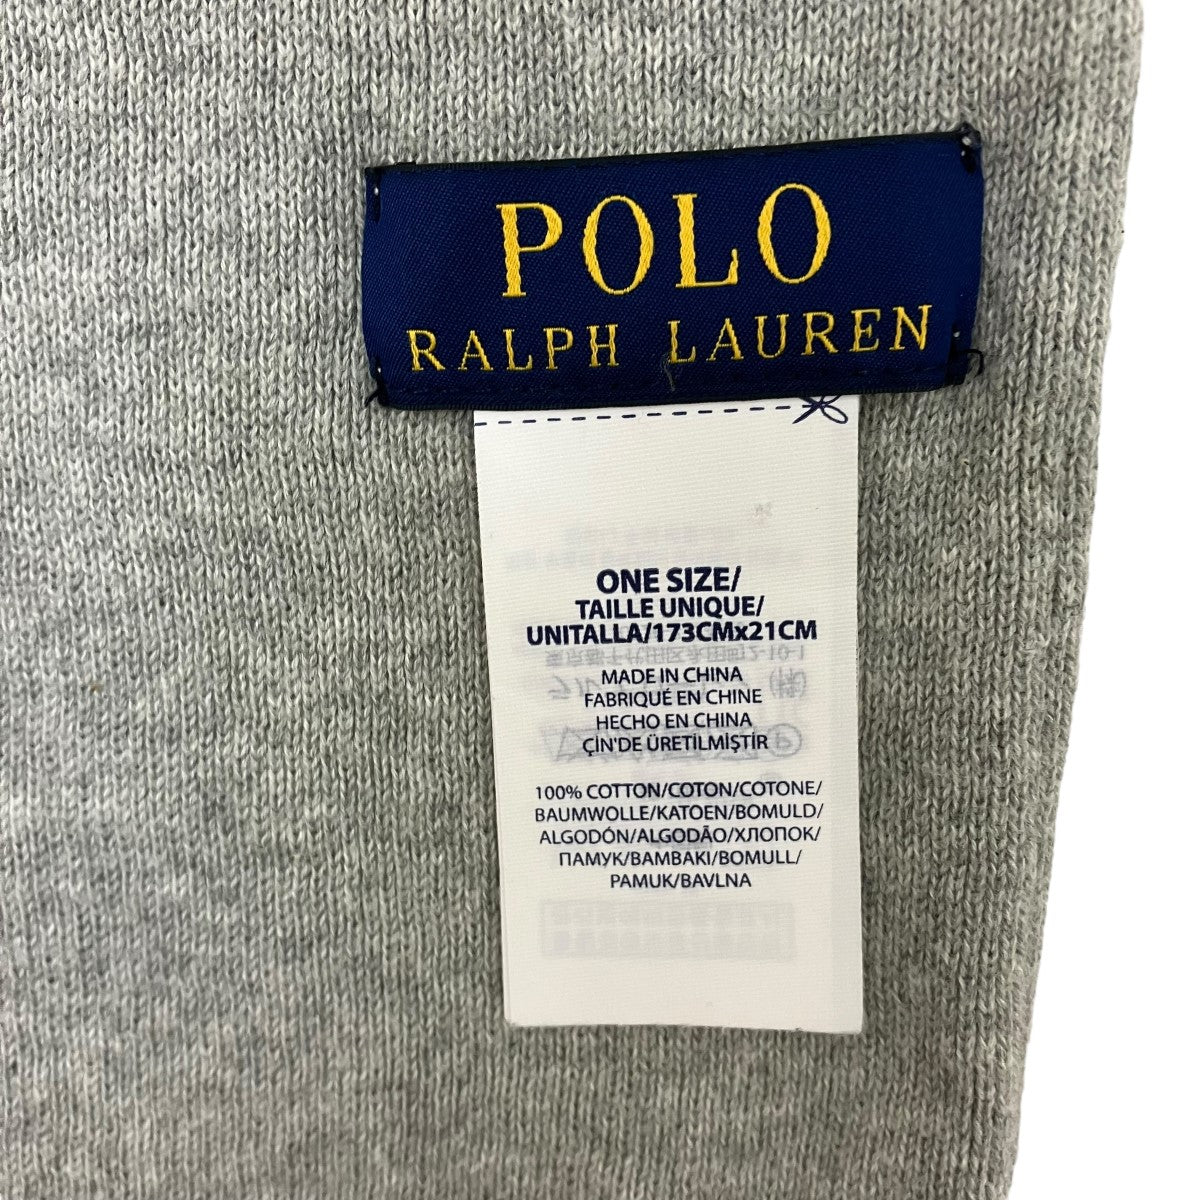 POLO
RALPH LAUREN
ONE SIZE/
TAILLE UNIQUE/
UNITALLA/173CMx21CM
MADE IN CHINA
FABRIQUÉ EN CHINE
HECHO EN CHINA
ÇİN'DE ÜRETİLMİŞTİR
100% COTTON/COTON/COTONE/
BAUMWOLLE/KATOEN/BOMULD/
ALGODÓN/ALGODÃO/ХЛОПОК/
ПАМУК/BAMBAKI/BOMULL/
PAMUK/BAVLNA